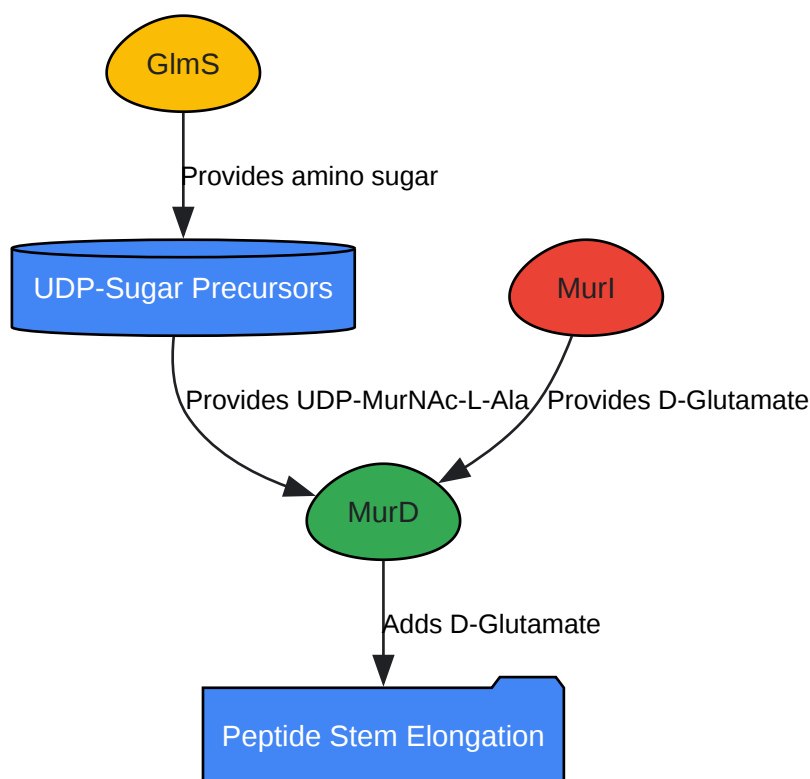 GlmS
Provides amino sugar
UDP-Sugar Precursors
MurI
Provides UDP-MurNAc-L-Ala
Provides D-Glutamate
MurD
Adds D-Glutamate
Peptide Stem Elongation